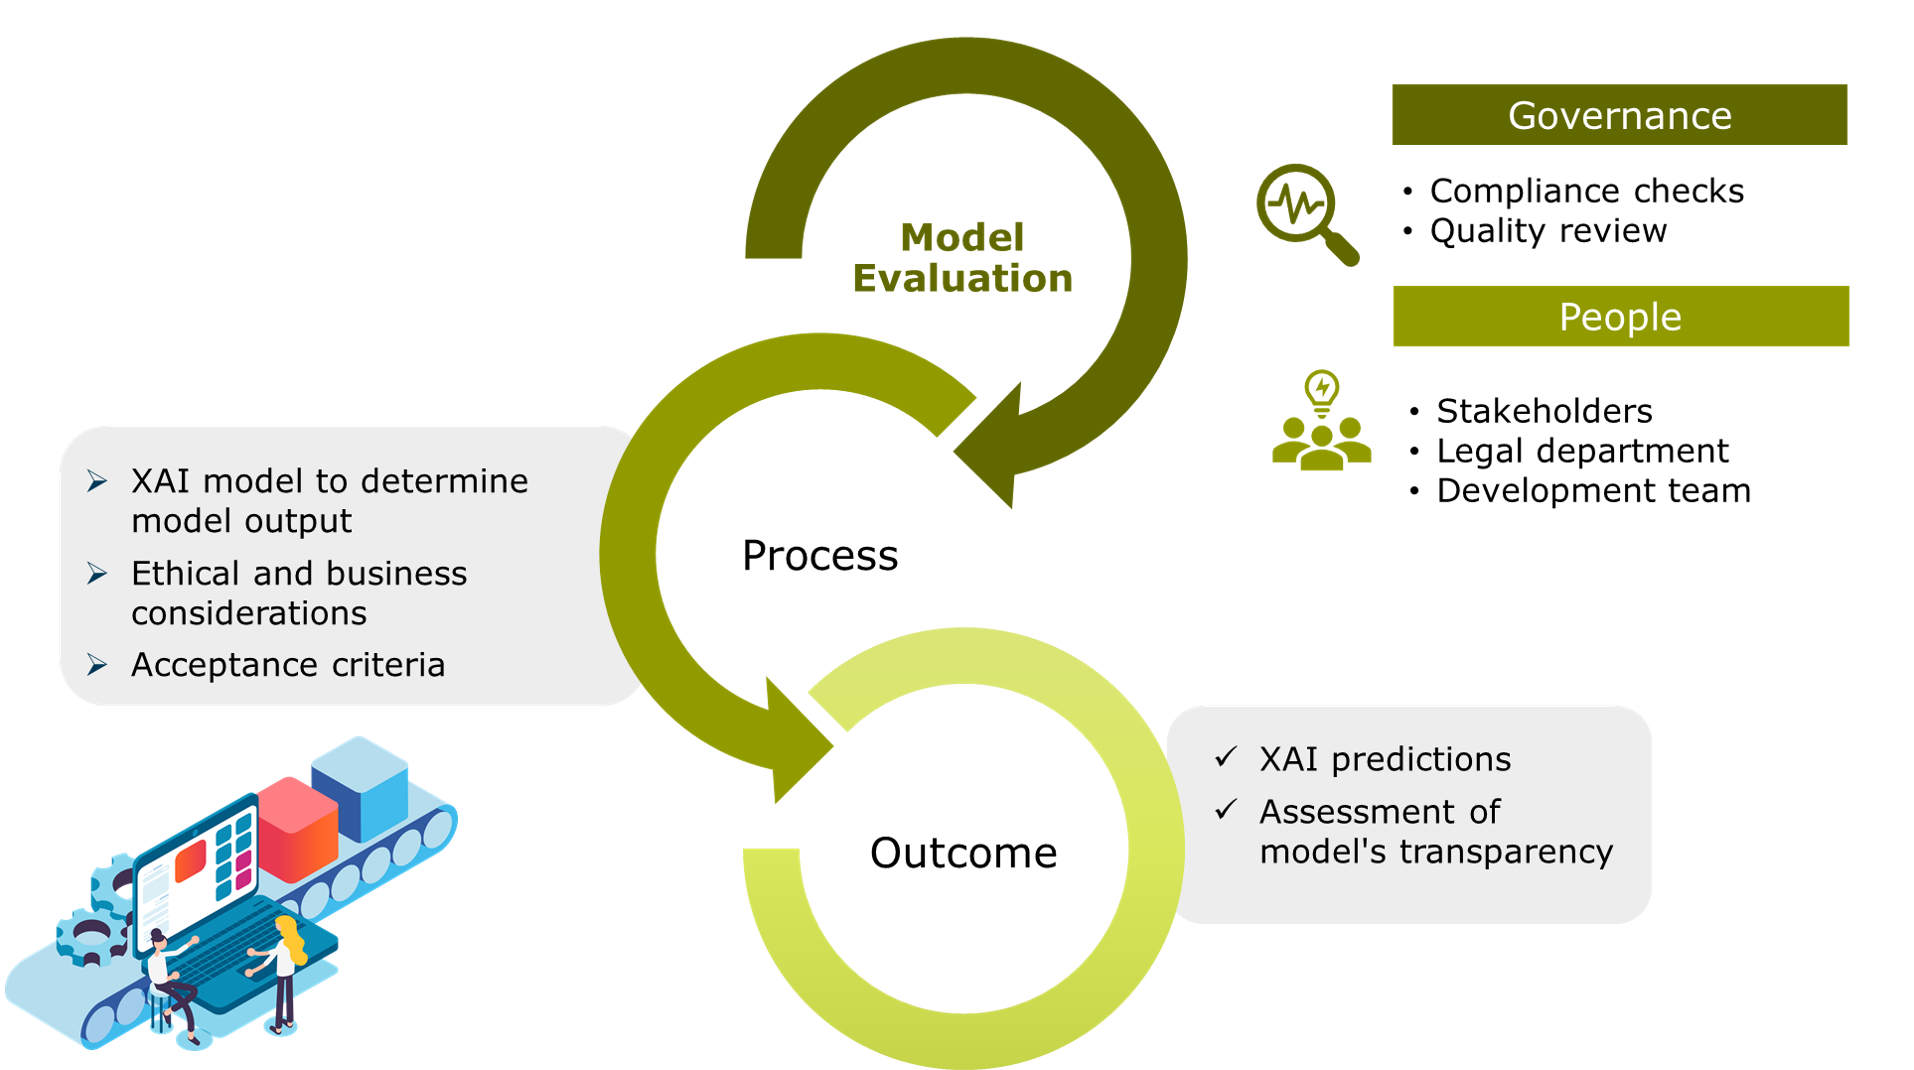 Model
Evaluation
Governance
• Compliance checks
• Quality review
People
• Stakeholders
• Legal department
• Development team
Process
➢ XAI model to determine
model output
➢ Ethical and business
considerations
➢ Acceptance criteria
Outcome
✓ XAI predictions
✓ Assessment of
model's transparency